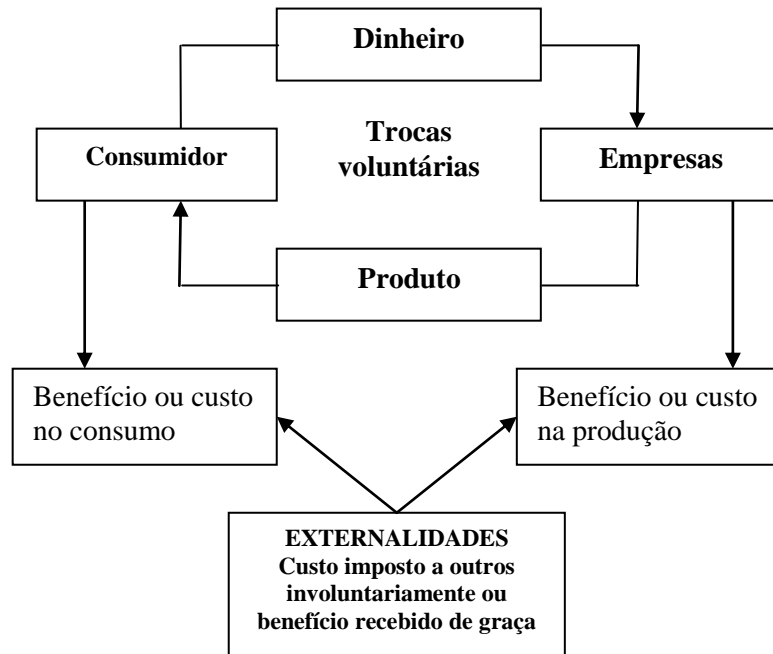 Dinheiro
Trocas
voluntárias
Consumidor
Empresas
Produto
Benefício ou custo
no consumo
Benefício ou custo
na produção
EXTERNALIDADES
Custo imposto a outros
involuntariamente ou
benefício recebido de graça